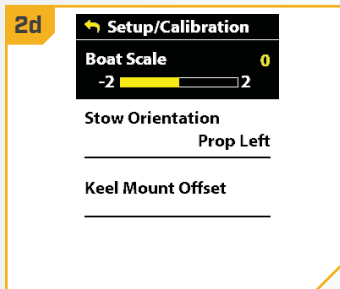 2d
Setup/Calibration
Boat Scale 0
-2 2
Stow Orientation
Prop Left
Keel Mount Offset